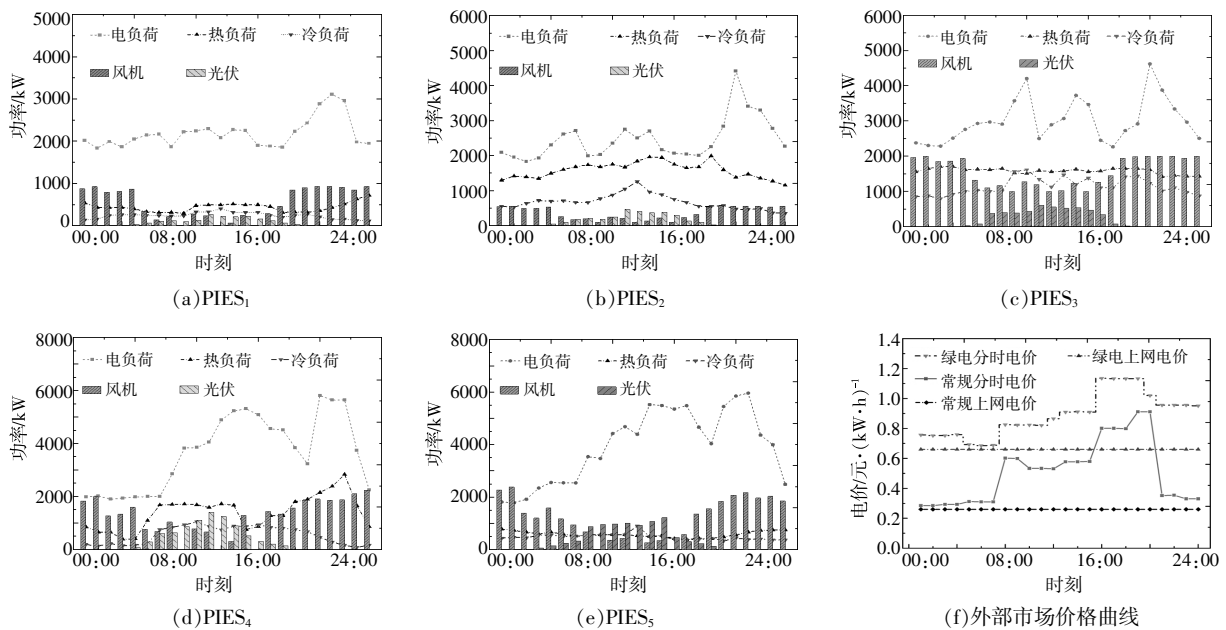 功率/kW
5000
4000
3000
2000
1000
0
电负荷 热负荷 冷负荷
风机 光伏
00:00 08:00 16:00 24:00
时刻
(a)PIES₁
功率/kW
6000
5000
4000
3000
2000
1000
0
电负荷 热负荷 冷负荷
风机 光伏
00:00 08:00 16:00 24:00
时刻
(b)PIES₂
功率/kW
6000
5000
4000
3000
2000
1000
0
电负荷 热负荷 冷负荷
风机 光伏
00:00 08:00 16:00 24:00
时刻
(c)PIES₃
功率/kW
8000
6000
4000
2000
0
电负荷 热负荷 冷负荷
风机 光伏
00:00 08:00 16:00 24:00
时刻
(d)PIES₄
功率/kW
8000
6000
4000
2000
0
电负荷 热负荷 冷负荷
风机 光伏
00:00 08:00 16:00 24:00
时刻
(e)PIES₅
电价/元·(kW·h)⁻¹
1.4
1.2
1.0
0.8
0.6
0.4
0.2
0.0
绿电分时电价 绿电上网电价
常规分时电价
常规上网电价
00:00 08:00 16:00 24:00
时刻
(f)外部市场价格曲线